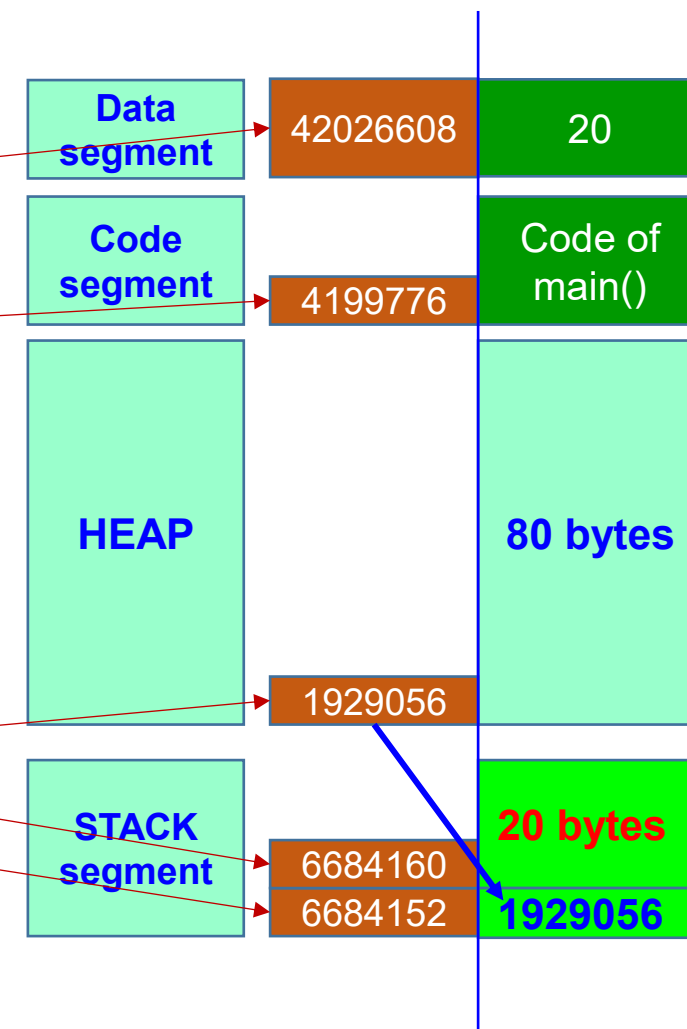 Data
segment
42026608
20
Code
segment
4199776
Code of
main()
HEAP
80 bytes
1929056
STACK
segment
20 bytes
6684160
6684152
1929056